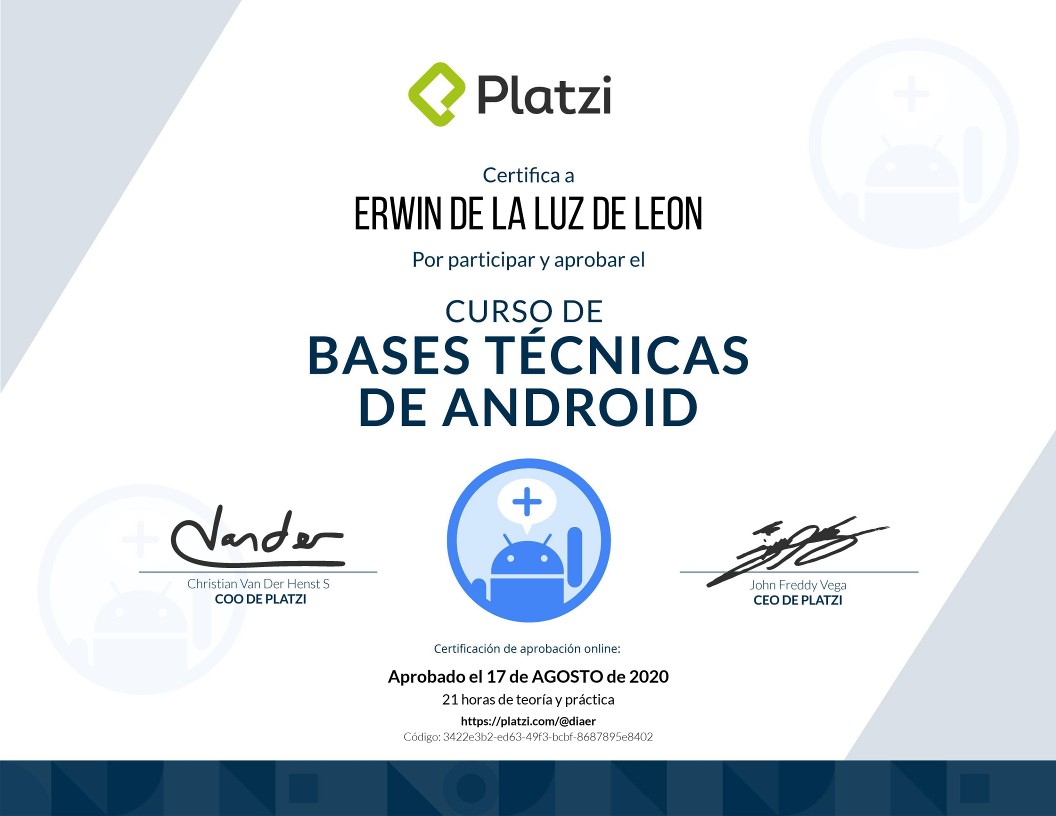 Platzi
Certifica a
ERWIN DE LA LUZ DE LEON
Por participar y aprobar el
CURSO DE
BASES TÉCNICAS
DE ANDROID
Vander
Christian Van Der Henst S
COO DE PLATZI
John Freddy Vega
CEO DE PLATZI
Certificación de aprobación online:
Aprobado el 17 de AGOSTO de 2020
21 horas de teoría y práctica
https://platzi.com/@diaer
Código: 3422e3b2-ed63-49f3-bcbf-8687895e8402